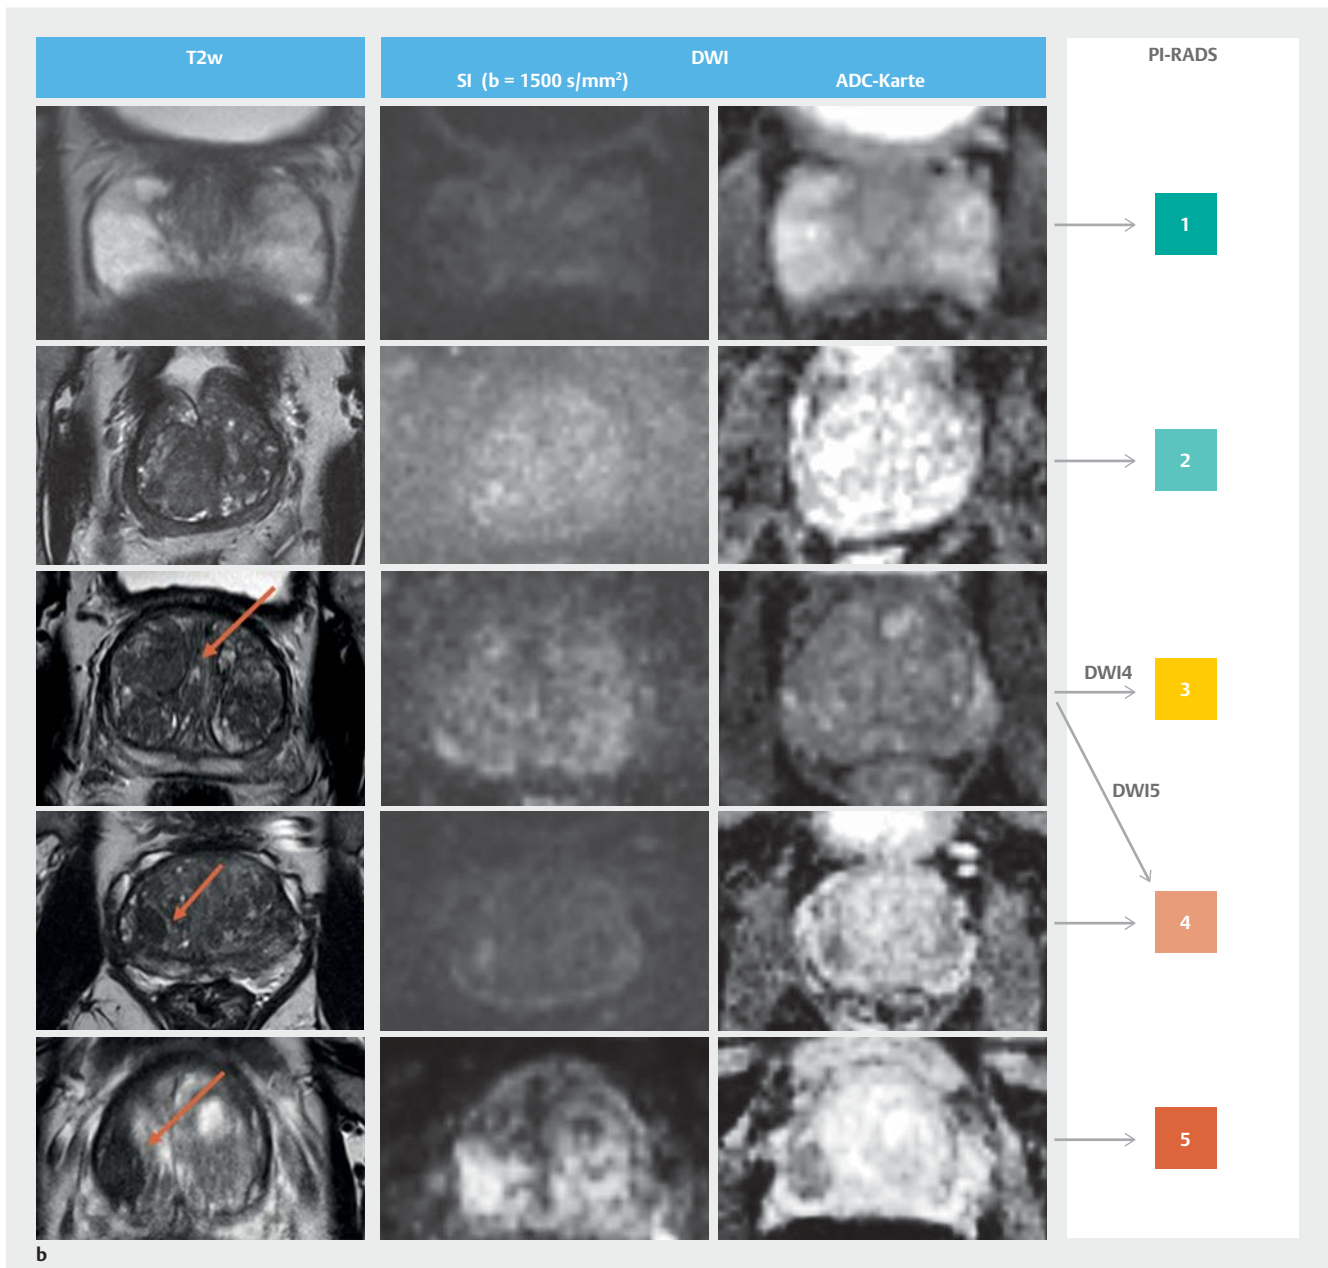 T2w
DWI
SI (b = 1500 s/mm²)
ADC-Karte
PI-RADS
1
2
DWI4
3
DWI5
4
5
b